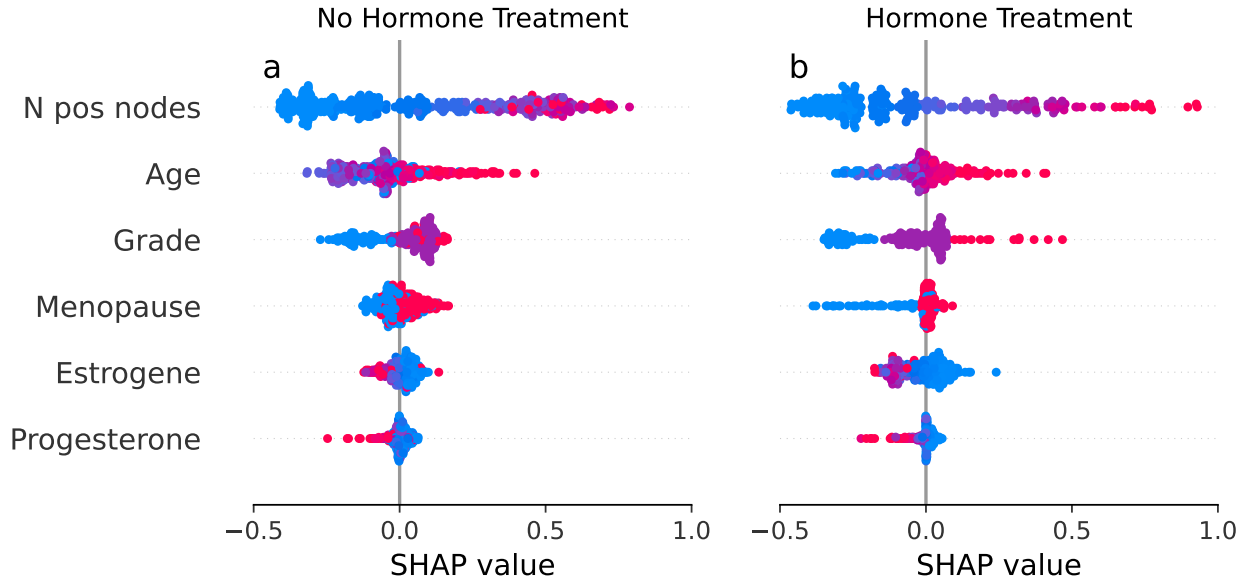 No Hormone Treatment
Hormone Treatment
a
b
N pos nodes
Age
Grade
Menopause
Estrogene
Progesterone
−0.5 0.0 0.5 1.0
−0.5 0.0 0.5 1.0
SHAP value
SHAP value